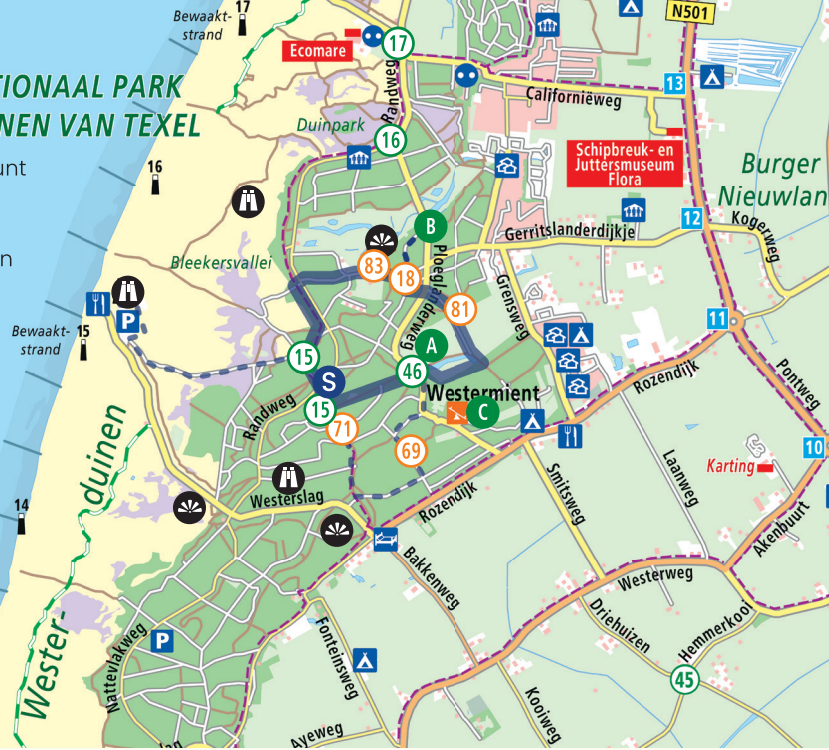 17
Bewaakt-
strand
Ecomare
17
N501
TIONAAL PARK
NEN VAN TEXEL
Randweg
13
Californiëweg
Duinpark
16
unt
16
Schipbreuk- en
Juttersmuseum
Flora
Burger
Nieuwlan
B
12
Kogerweg
Gerritslanderdijkje
en
Bleekersvallei
83
18
Ploeglanderweg
Grensweg
81
11
P
Bewaakt-
strand
15
15
A
46
S
Rozendijk
Pontweg
Westermient
15
C
Randweg
71
69
duinen
10
Karting
Laanweg
Smitsweg
14
Westerslag
Rozendijk
Akenbuurt
Bakkenweg
Westerweg
Driehuizen
Hemmerkooi
Wester-
Nattevlakweg
P
Fonteinsweg
45
Kooiweg
Ayeweg